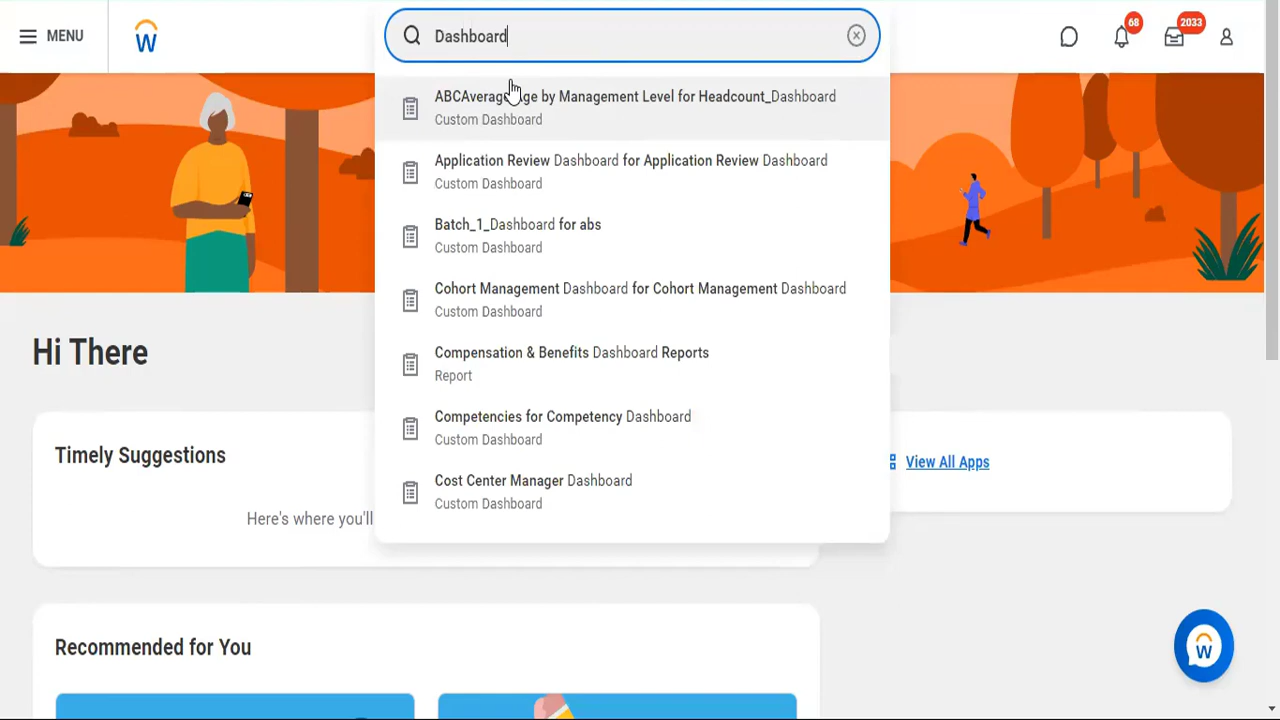 MENU
Dashboard
68
2033
ABCAverag ge by Management Level for Headcount_Dashboard
Custom Dashboard
Application Review Dashboard for Application Review Dashboard
Custom Dashboard
Batch_1_Dashboard for abs
Custom Dashboard
Cohort Management Dashboard for Cohort Management Dashboard
Custom Dashboard
Compensation & Benefits Dashboard Reports
Report
Competencies for Competency Dashboard
Custom Dashboard
Cost Center Manager Dashboard
Custom Dashboard
Hi There
Timely Suggestions
Here's where you'll
View All Apps
Recommended for You